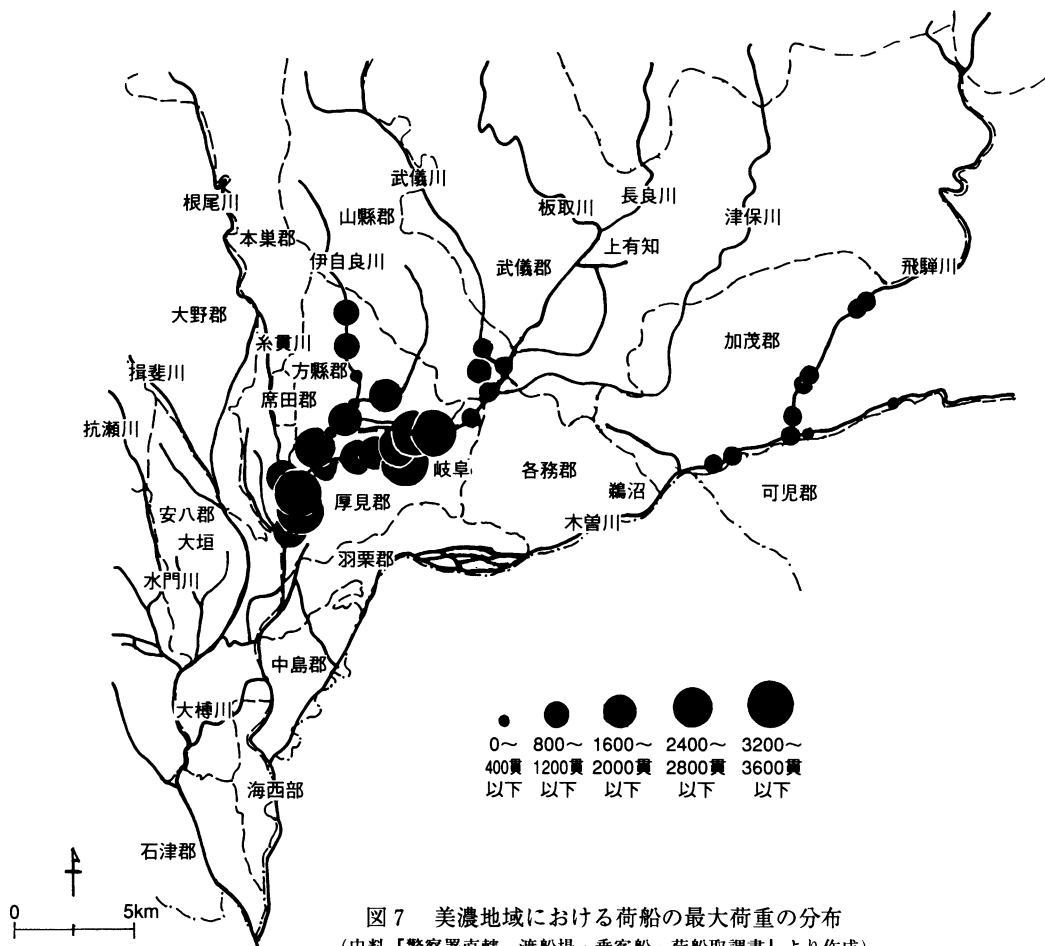 根尾川
本巣郡
武儀川
山縣郡
伊自良川
板取川
長良川
上有知
武儀郡
津保川
飛騨川
大野郡
糸貫川
方縣郡
席田郡
揖斐川
抗瀬川
加茂郡
岐阜
各務郡
鵜沼
可児郡
厚見郡
木曽川
安八郡
大垣
羽栗郡
水門川
中島郡
大榑川
海西部
石津郡
0～ 800～ 1600～ 2400～ 3200～
400貫 1200貫 2000貫 2800貫 3600貫
以下 以下 以下 以下 以下
0 5km
図7 美濃地域における荷船の最大荷重の分布